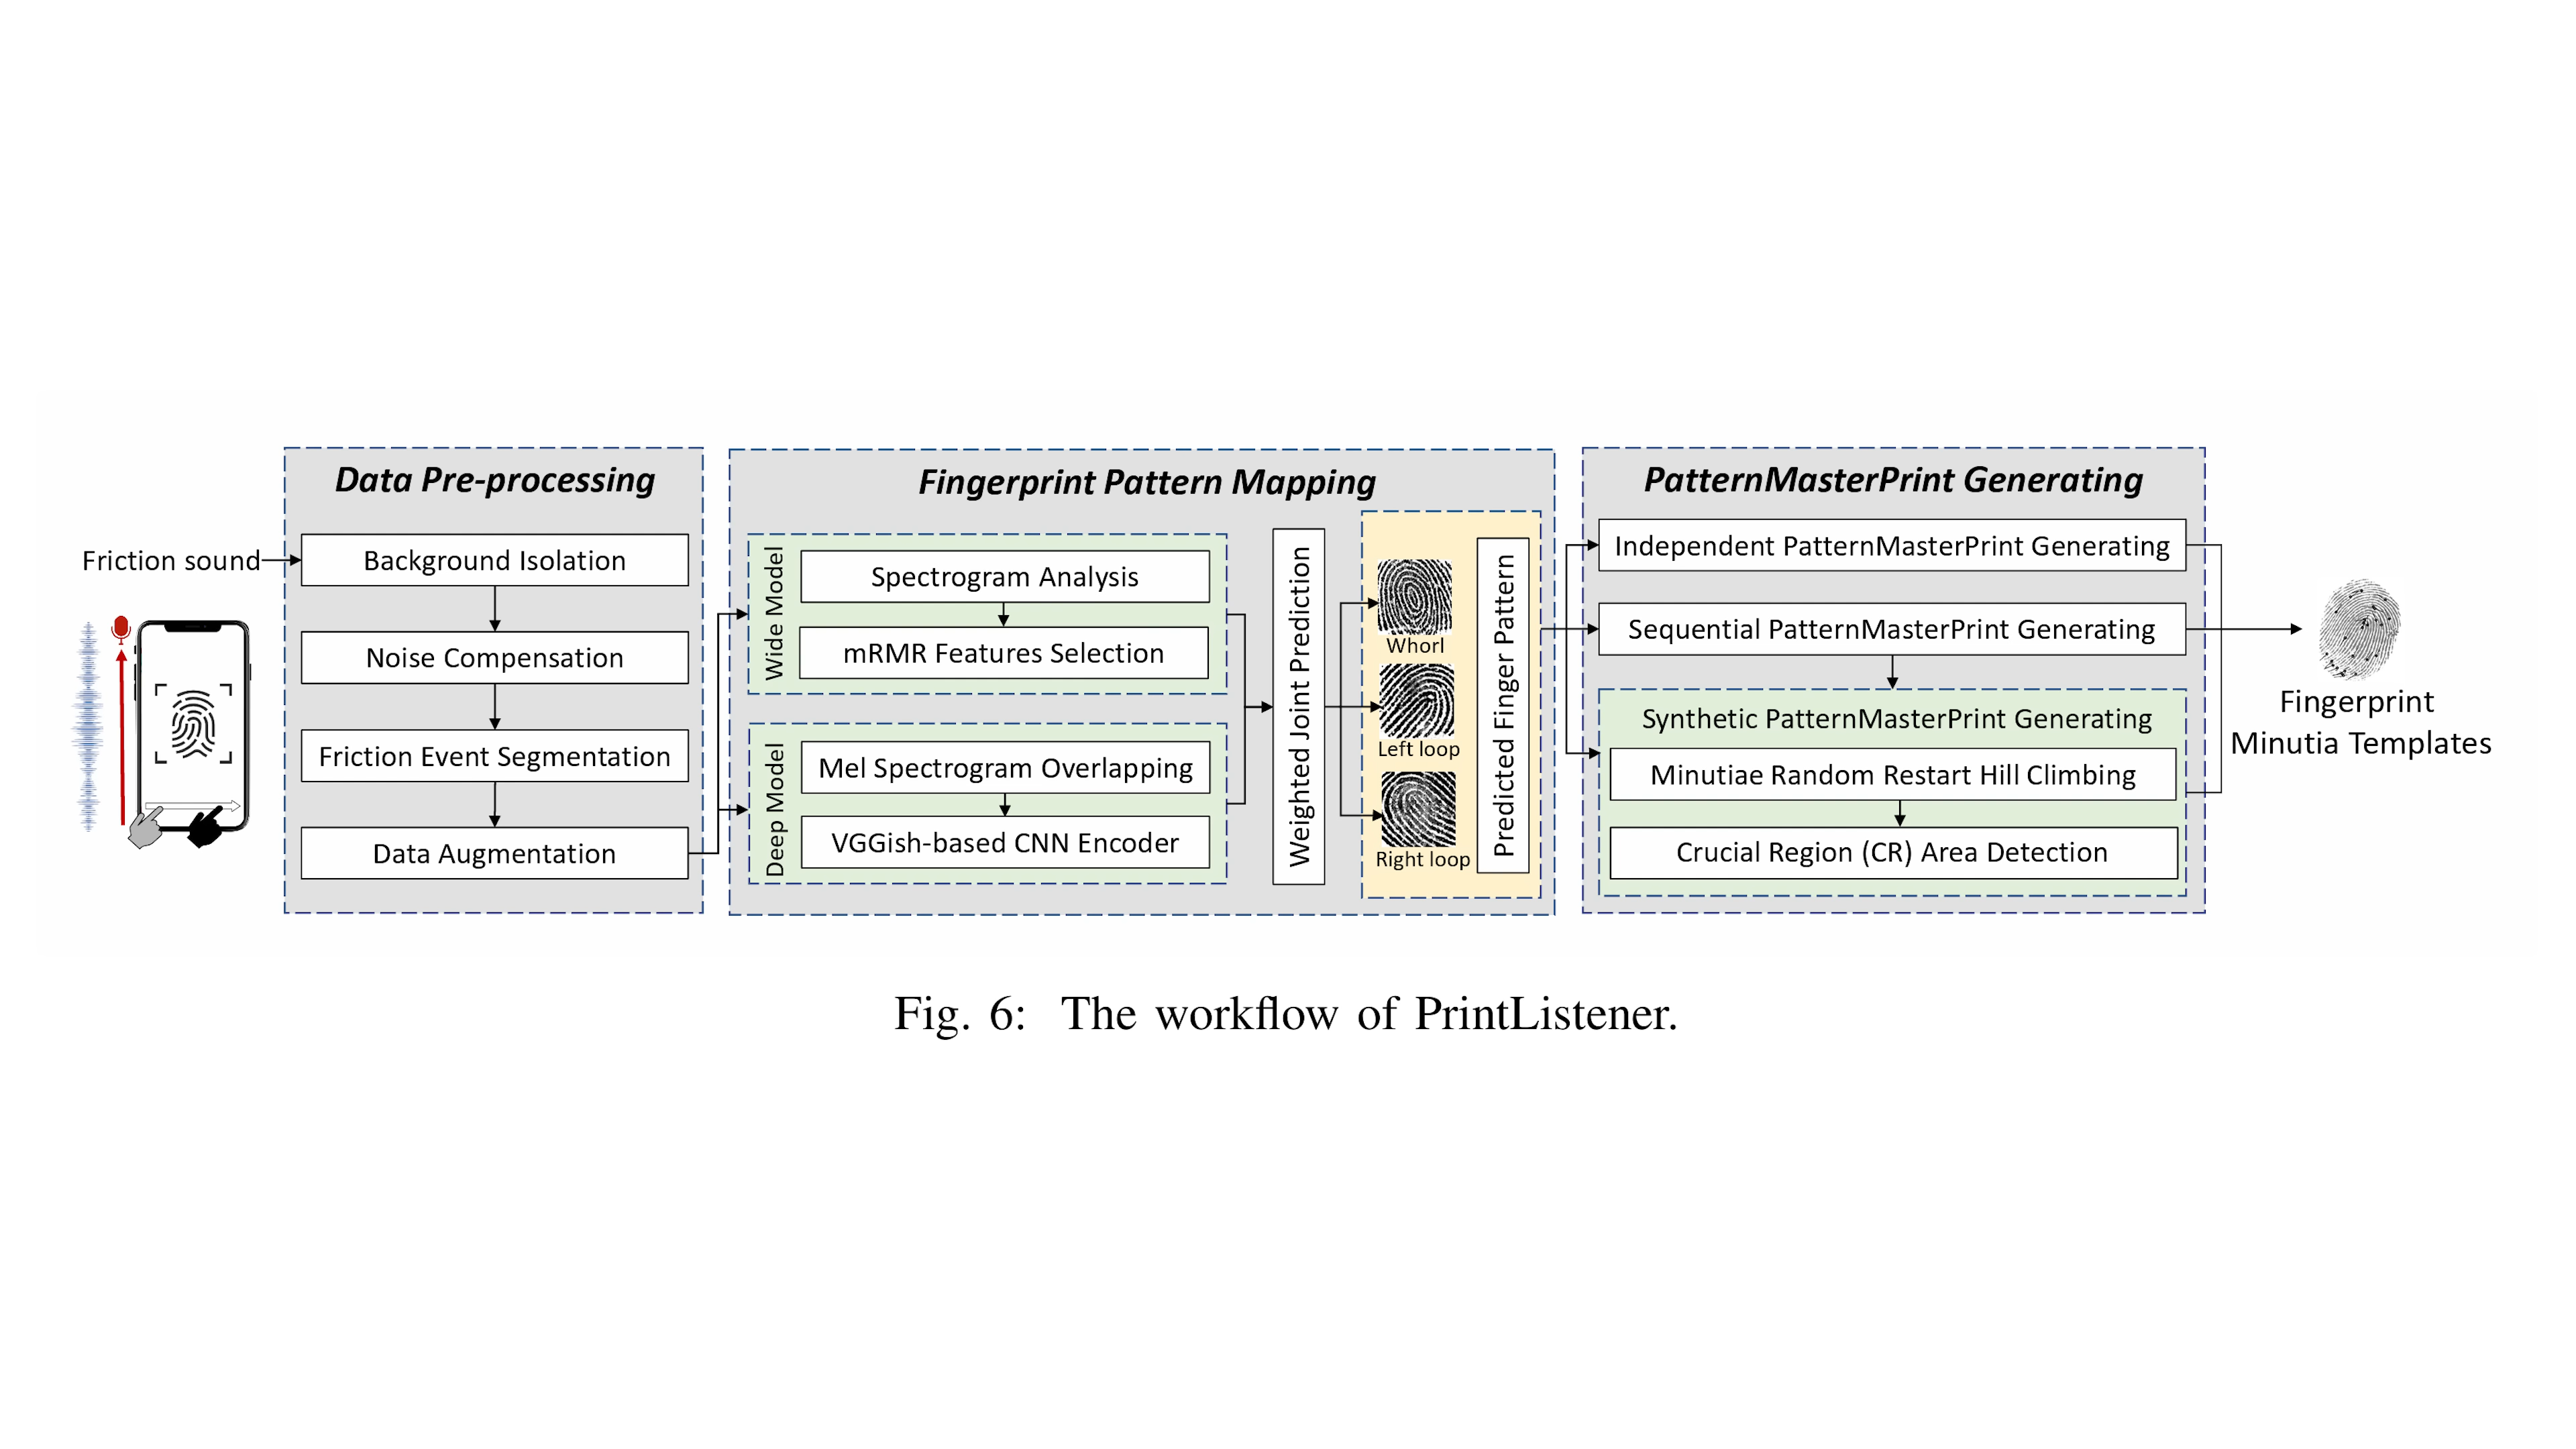 Friction sound
Data Pre-processing
Background Isolation
Noise Compensation
Friction Event Segmentation
Data Augmentation
Fingerprint Pattern Mapping
Wide Model
Spectrogram Analysis
mRMR Features Selection
Deep Model
Mel Spectrogram Overlapping
VGGish-based CNN Encoder
Weighted Joint Prediction
Whorl
Left loop
Right loop
Predicted Finger Pattern
PatternMasterPrint Generating
Independent PatternMasterPrint Generating
Sequential PatternMasterPrint Generating
Synthetic PatternMasterPrint Generating
Minutiae Random Restart Hill Climbing
Crucial Region (CR) Area Detection
Fingerprint
Minutia Templates
Fig. 6: The workflow of PrintListener.